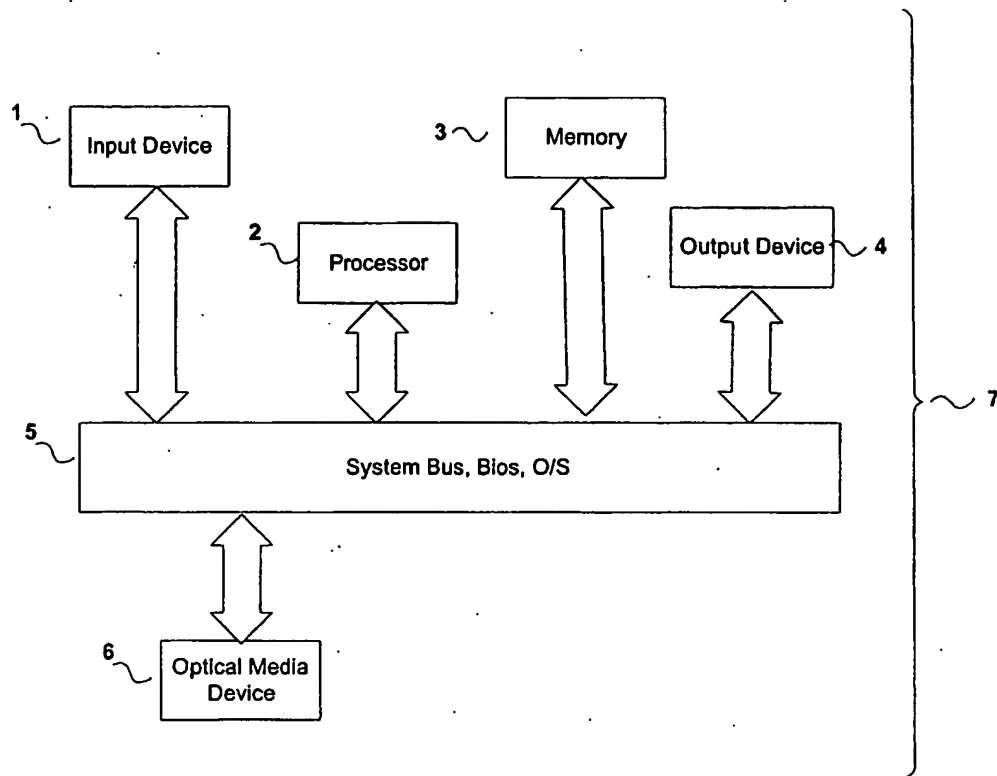 1
Input Device
3
Memory
2
Processor
Output Device
4
7
5
System Bus, Bios, O/S
6
Optical Media
Device